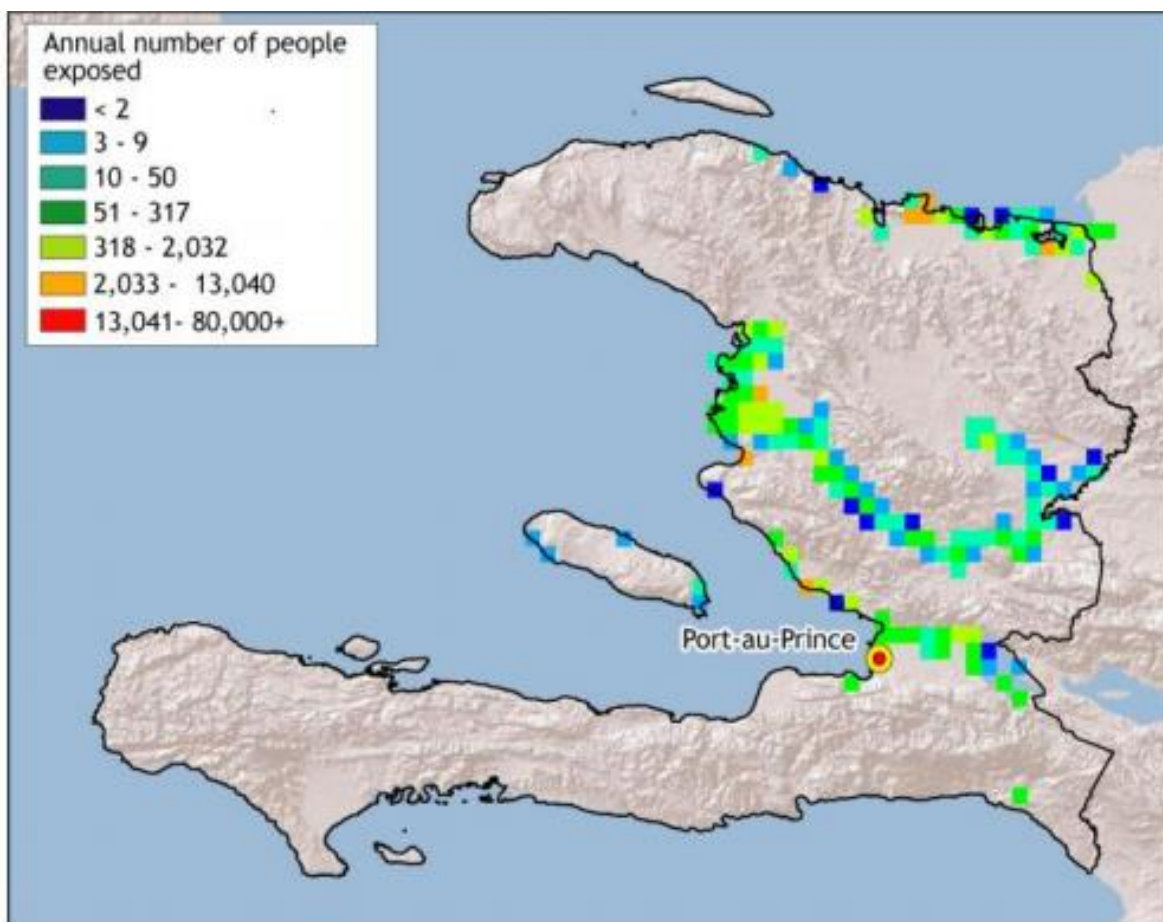 Annual number of people
exposed
< 2
3 - 9
10 - 50
51 - 317
318 - 2,032
2,033 - 13,040
13,041- 80,000+
Port-au-Prince